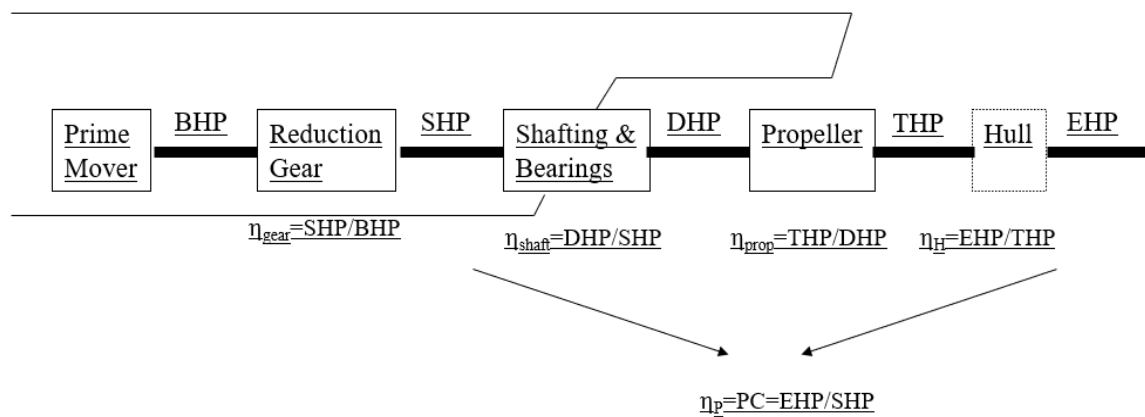 BHP
SHP
DHP
THP
EHP
Prime
Mover
Reduction
Gear
Shafting &
Bearings
Propeller
Hull
ηgear=SHP/BHP
ηshaft=DHP/SHP
ηprop=THP/DHP
ηH=EHP/THP
ηP=PC=EHP/SHP